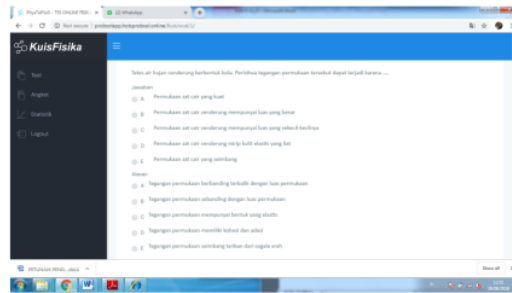 (2) WhatsApp
Not secure
KuisFisika
Test
Angket
Statistik
Logout
Tetes air hujan cenderung berbentuk bola. Peristiwa tegangan permukaan tersebut dapat terjadi karena ....
Jawaban
A Permukaan zat cair yang kuat
B Permukaan zat cair cenderung mempunyai luas yang besar
C Permukaan zat cair cenderung mempunyai luas yang sekecil-kecilnya
D Permukaan zat cair cenderung mirip kulit elastis yang liat
E Permukaan zat cair yang seimbang
Alasan
A Tegangan permukaan berbanding terbalik dengan luas permukaan
B Tegangan permukaan sebanding dengan luas permukaan
C Tegangan permukaan mempunyai bentuk yang elastis
D Tegangan permukaan memiliki kohesi dan adesi
E Tegangan permukaan seimbang tarikan dari segala arah
Show all